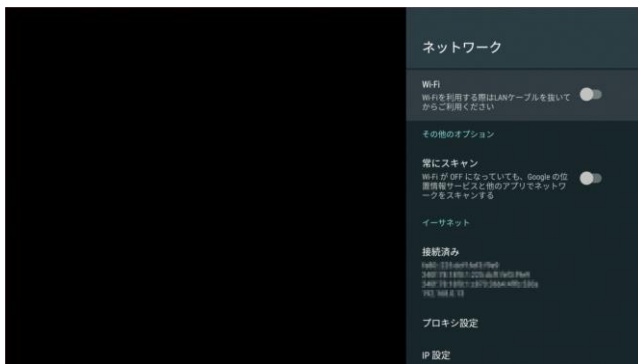 ネットワーク
Wi-Fi
Wi-Fiを利用する際はLANケーブルを抜いて
からご利用ください
その他のオプション
常にスキャン
Wi-Fi が OFF になっていても、Google の位
置情報サービスと他のアプリでネットワ
ークをスキャンする
イーサネット
接続済み
プロキシ設定
IP 設定